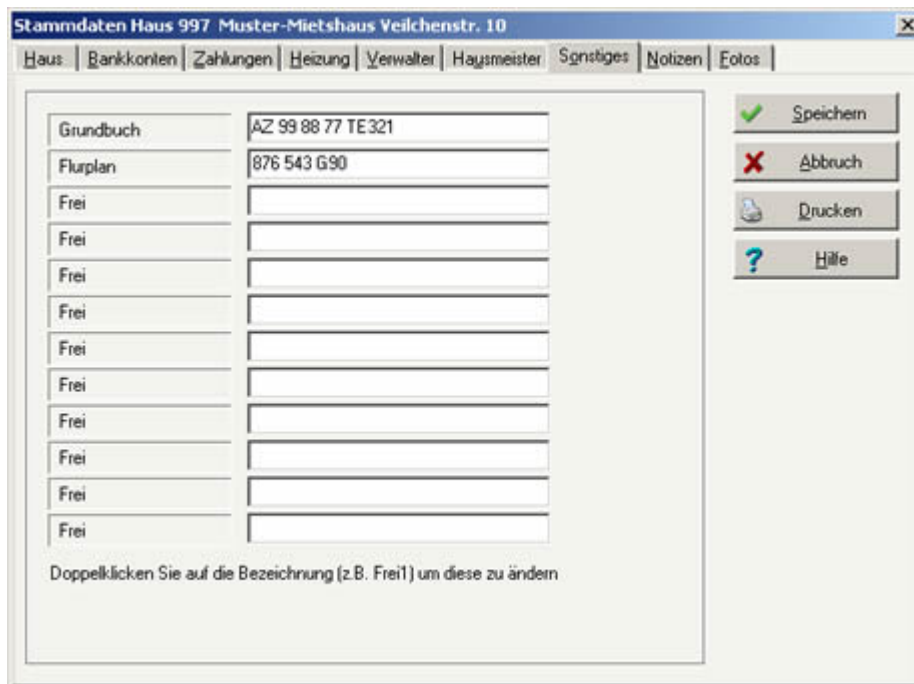 Stammdaten Haus 997 Muster-Mietshaus Veilchenstr. 10
Haus Bankkonten Zahlungen Heizung Verwalter Hausmeister Sonstiges Notizen Fotos
Grundbuch AZ 99 88 77 TE321
Flurplan 876 543 G90
Frei
Frei
Frei
Frei
Frei
Frei
Frei
Frei
Frei
Frei
Doppelklicken Sie auf die Bezeichnung (z.B. Frei1) um diese zu ändern
Speichern
Abbruch
Drucken
Hilfe